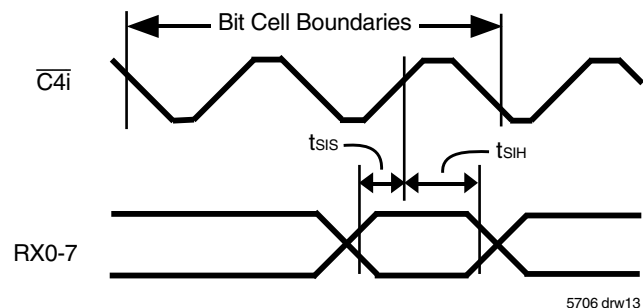 Bit Cell Boundaries
C4i
tSIS
tSIH
RX0-7
5706 drw13